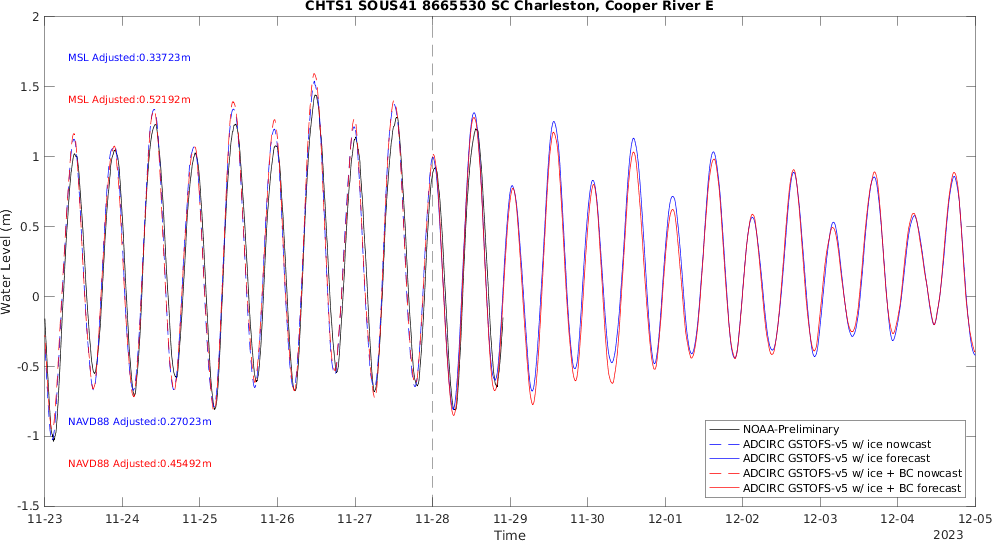 CHTS1 SOUS41 8665530 SC Charleston, Cooper River E
2
1.5
1
0.5
0
-0.5
-1
-1.5
Water Level (m)
MSL Adjusted:0.33723m
MSL Adjusted:0.52192m
NAVD88 Adjusted:0.27023m
NAVD88 Adjusted:0.45492m
NOAA-Preliminary
ADCIRC GSTOFS-v5 w/ ice nowcast
ADCIRC GSTOFS-v5 w/ ice forecast
ADCIRC GSTOFS-v5 w/ ice + BC nowcast
ADCIRC GSTOFS-v5 w/ ice + BC forecast
11-23 11-24 11-25 11-26 11-27 11-28 11-29 11-30 12-01 12-02 12-03 12-04 12-05
Time
2023